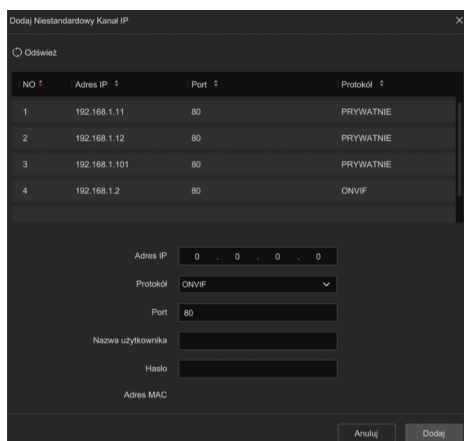 Dodaj Niestandardowy Kanał IP
Odśwież
NO Adres IP Port Protokół
1 192.168.1.11 80 PRYWATNIE
2 192.168.1.12 80 PRYWATNIE
3 192.168.1.101 80 PRYWATNIE
4 192.168.1.2 80 ONVIF
Adres IP 0 . 0 . 0 . 0
Protokół ONVIF
Port 80
Nazwa użytkownika
Hasło
Adres MAC
Anuluj Dodaj